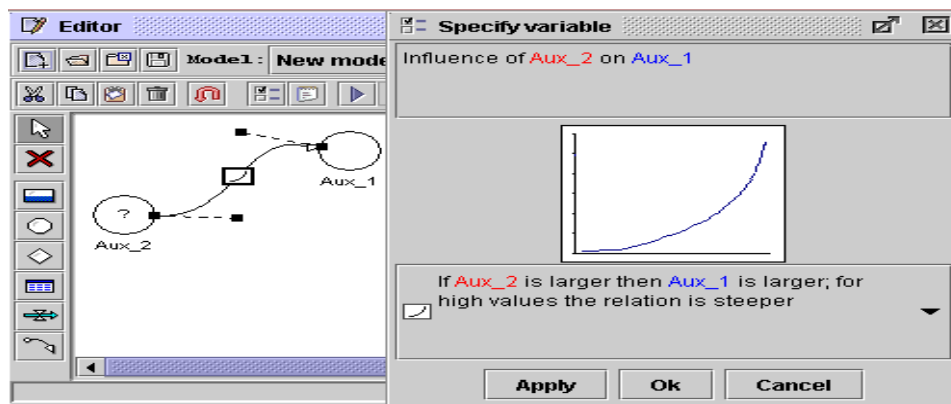 Editor
Model: New mode
Aux_1
?
Aux_2
Specify variable
Influence of Aux_2 on Aux_1
If Aux_2 is larger then Aux_1 is larger; for
high values the relation is steeper
Apply Ok Cancel